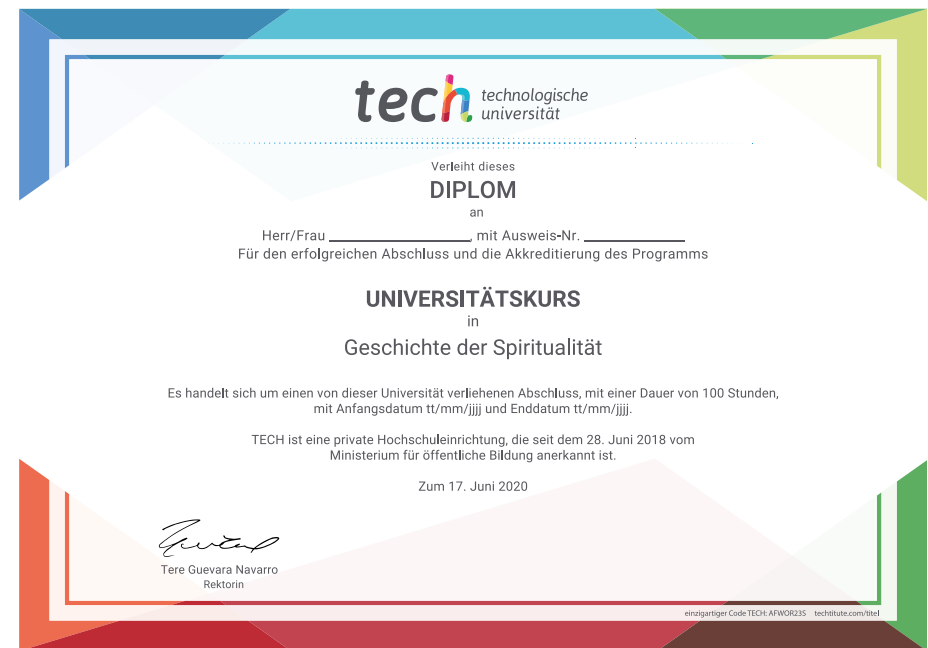 tech technologische
universität
Verleiht dieses
DIPLOM
an
Herr/Frau ____________, mit Ausweis-Nr. ____________
Für den erfolgreichen Abschluss und die Akkreditierung des Programms
UNIVERSITÄTSKURS
in
Geschichte der Spiritualität
Es handelt sich um einen von dieser Universität verliehenen Abschluss, mit einer Dauer von 100 Stunden,
mit Anfangsdatum tt/mm/jjjj und Enddatum tt/mm/jjjj.
TECH ist eine private Hochschuleinrichtung, die seit dem 28. Juni 2018 vom
Ministerium für öffentliche Bildung anerkannt ist.
Zum 17. Juni 2020
Tere Guevara Navarro
Rektorin
einzigartiger Code TECH: AFWOR23S techtitute.com/titel